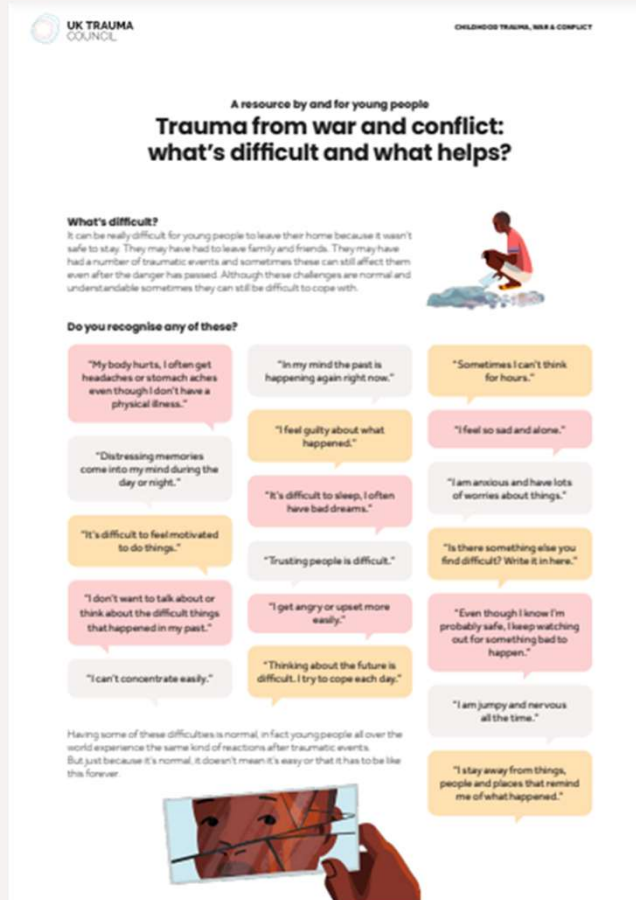 UK TRAUMA
COUNCIL
CHILDHOOD TRAUMA, WAR & CONFLICT
A resource by and for young people
Trauma from war and conflict:
what's difficult and what helps?
What's difficult?
It can be really difficult for young people to leave their home because it wasn't
safe to stay. They may have had to leave family and friends. They may have
had a number of traumatic events and sometimes these can still affect them
even after the danger has passed. Although these challenges are normal and
understandable sometimes they can still be difficult to cope with.
Do you recognise any of these?
"My body hurts, I often get
headaches or stomach aches
even though I don't have a
physical illness."
"Distressing memories
come into my mind during the
day or night."
"It's difficult to feel motivated
to do things."
"I don't want to talk about or
think about the difficult things
that happened in my past."
"I can't concentrate easily."
"In my mind the past is
happening again right now."
"I feel guilty about what
happened."
"It's difficult to sleep, I often
have bad dreams."
"Trusting people is difficult."
"I get angry or upset more
easily."
"Thinking about the future is
difficult. I try to cope each day."
"Sometimes I can't think
for hours."
"I feel so sad and alone."
"I am anxious and have lots
of worries about things."
"Is there something else you
find difficult? Write it in here."
"Even though I know I'm
probably safe, I keep watching
out for something bad to
happen."
"I am jumpy and nervous
all the time."
"I stay away from things,
people and places that remind
me of what happened."
Having some of these difficulties is normal, in fact young people all over the
world experience the same kind of reactions after traumatic events.
But just because it's normal, it doesn't mean it's easy or that it has to be like
this forever.